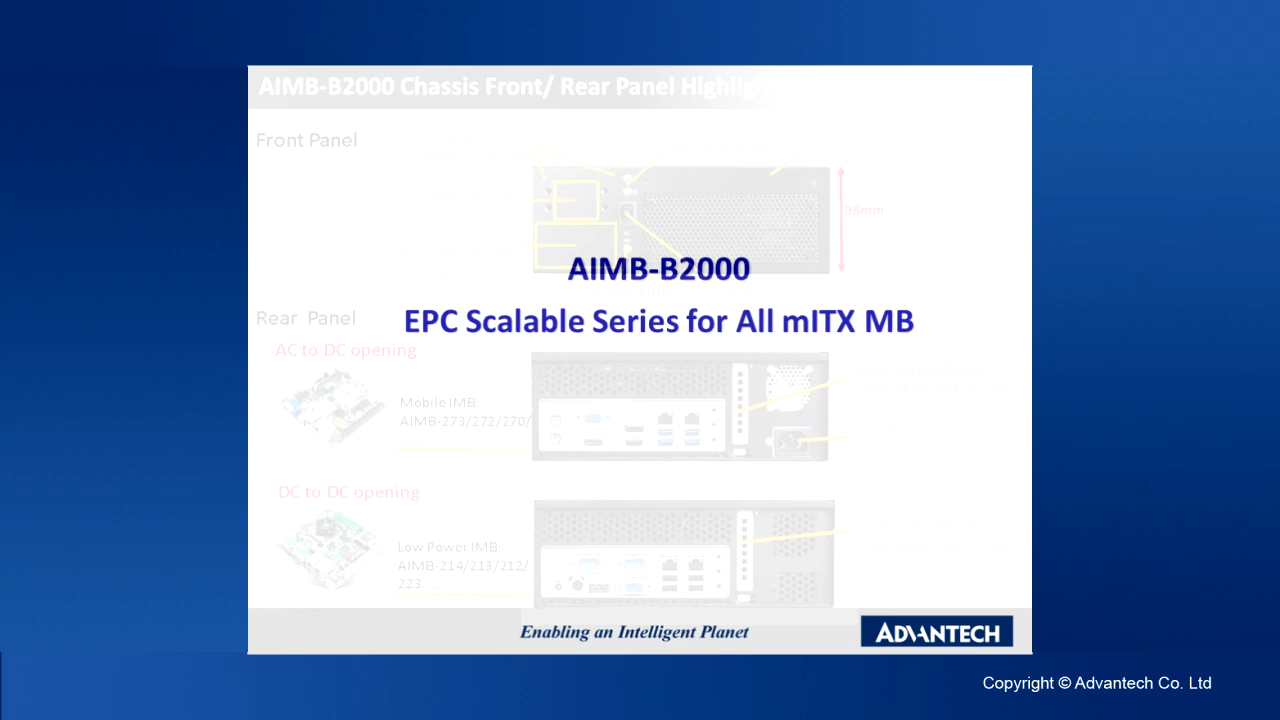 AIMB-B2000 Chassis Front/ Rear Panel Highlight
Front Panel
95mm
AIMB-B2000
EPC Scalable Series for All mITX MB
Rear Panel
AC to DC opening
Mobile IMB:
AIMB-273/272/270/
DC to DC opening
Low Power IMB:
AIMB-214/213/212/
223.....
Enabling an Intelligent Planet
ADVANTECH
Copyright © Advantech Co. Ltd